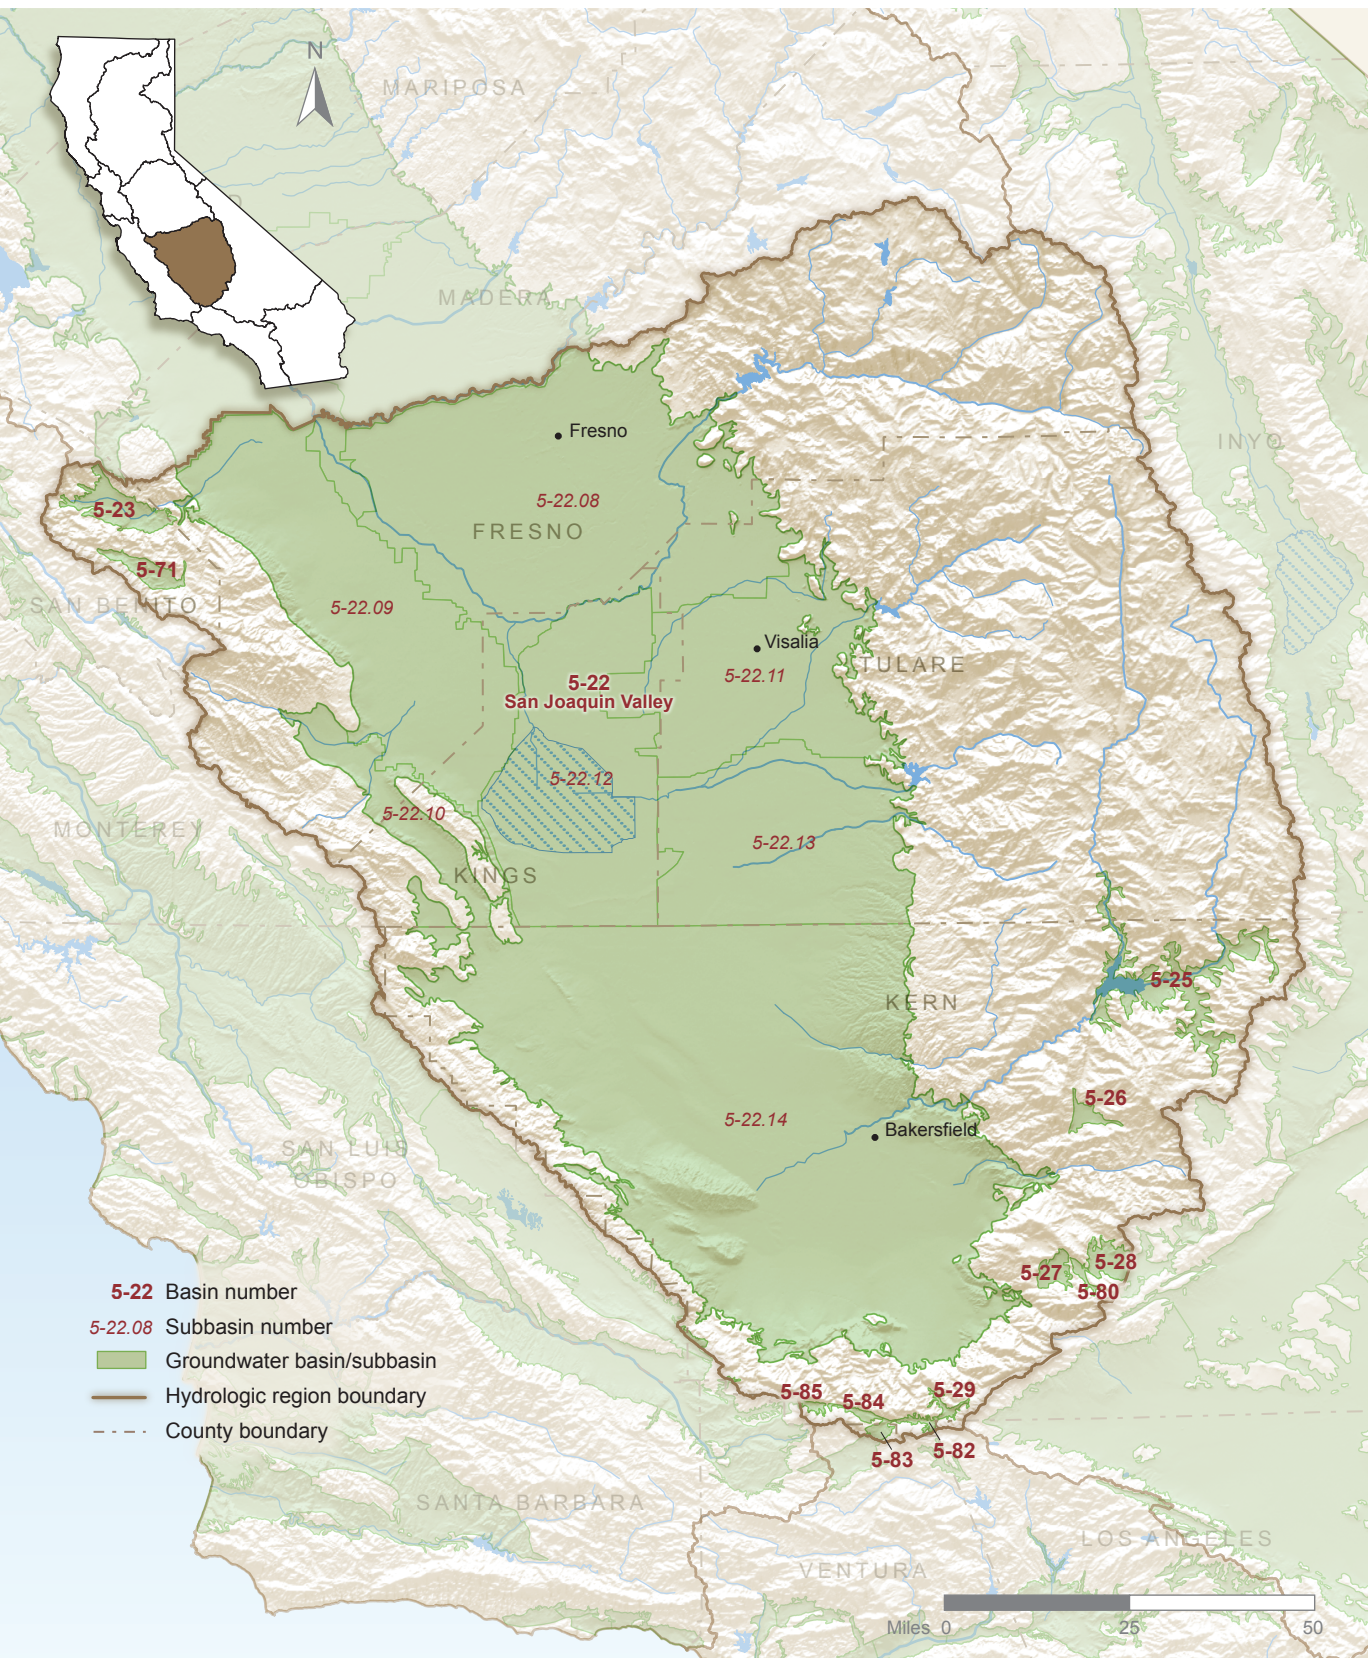 N
MARIPOSA
MADERA
Fresno
INYO
5-22.08
5-23
FRESNO
5-71
SAN BENITO
5-22.09
Visalia
TULARE
5-22.11
5-22
San Joaquin Valley
5-22.12
5-22.10
MONTEREY
5-22.13
KINGS
5-25
KERN
5-26
5-22.14
Bakersfield
SAN LUIS
OBISPO
5-28
5-27
5-80
5-22 Basin number
5-22.08 Subbasin number
Groundwater basin/subbasin
Hydrologic region boundary
County boundary
5-85
5-84
5-29
5-82
5-83
SANTA BARBARA
LOS ANGELES
VENTURA
Miles 0 25 50